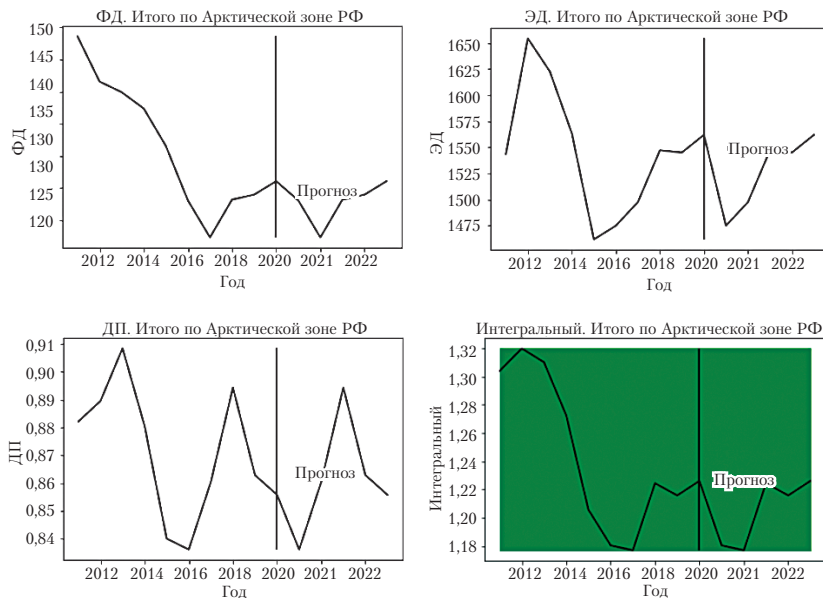 ФД. Итого по Арктической зоне РФ
150
145
140
135
130
125
120
ФД
Прогноз
2012 2014 2016 2018 2020 2021 2022
Год
ЭД. Итого по Арктической зоне РФ
1650
1625
1600
1575
1550
1525
1500
1475
ЭД
Прогноз
2012 2014 2016 2018 2020 2021 2022
Год
ДП. Итого по Арктической зоне РФ
0,91
0,90
0,89
0,88
0,87
0,86
0,85
0,84
ДП
Прогноз
2012 2014 2016 2018 2020 2021 2022
Год
Интегральный. Итого по Арктической зоне РФ
1,32
1,30
1,28
1,26
1,24
1,22
1,20
1,18
Интегральный
Прогноз
2012 2014 2016 2018 2020 2021 2022
Год